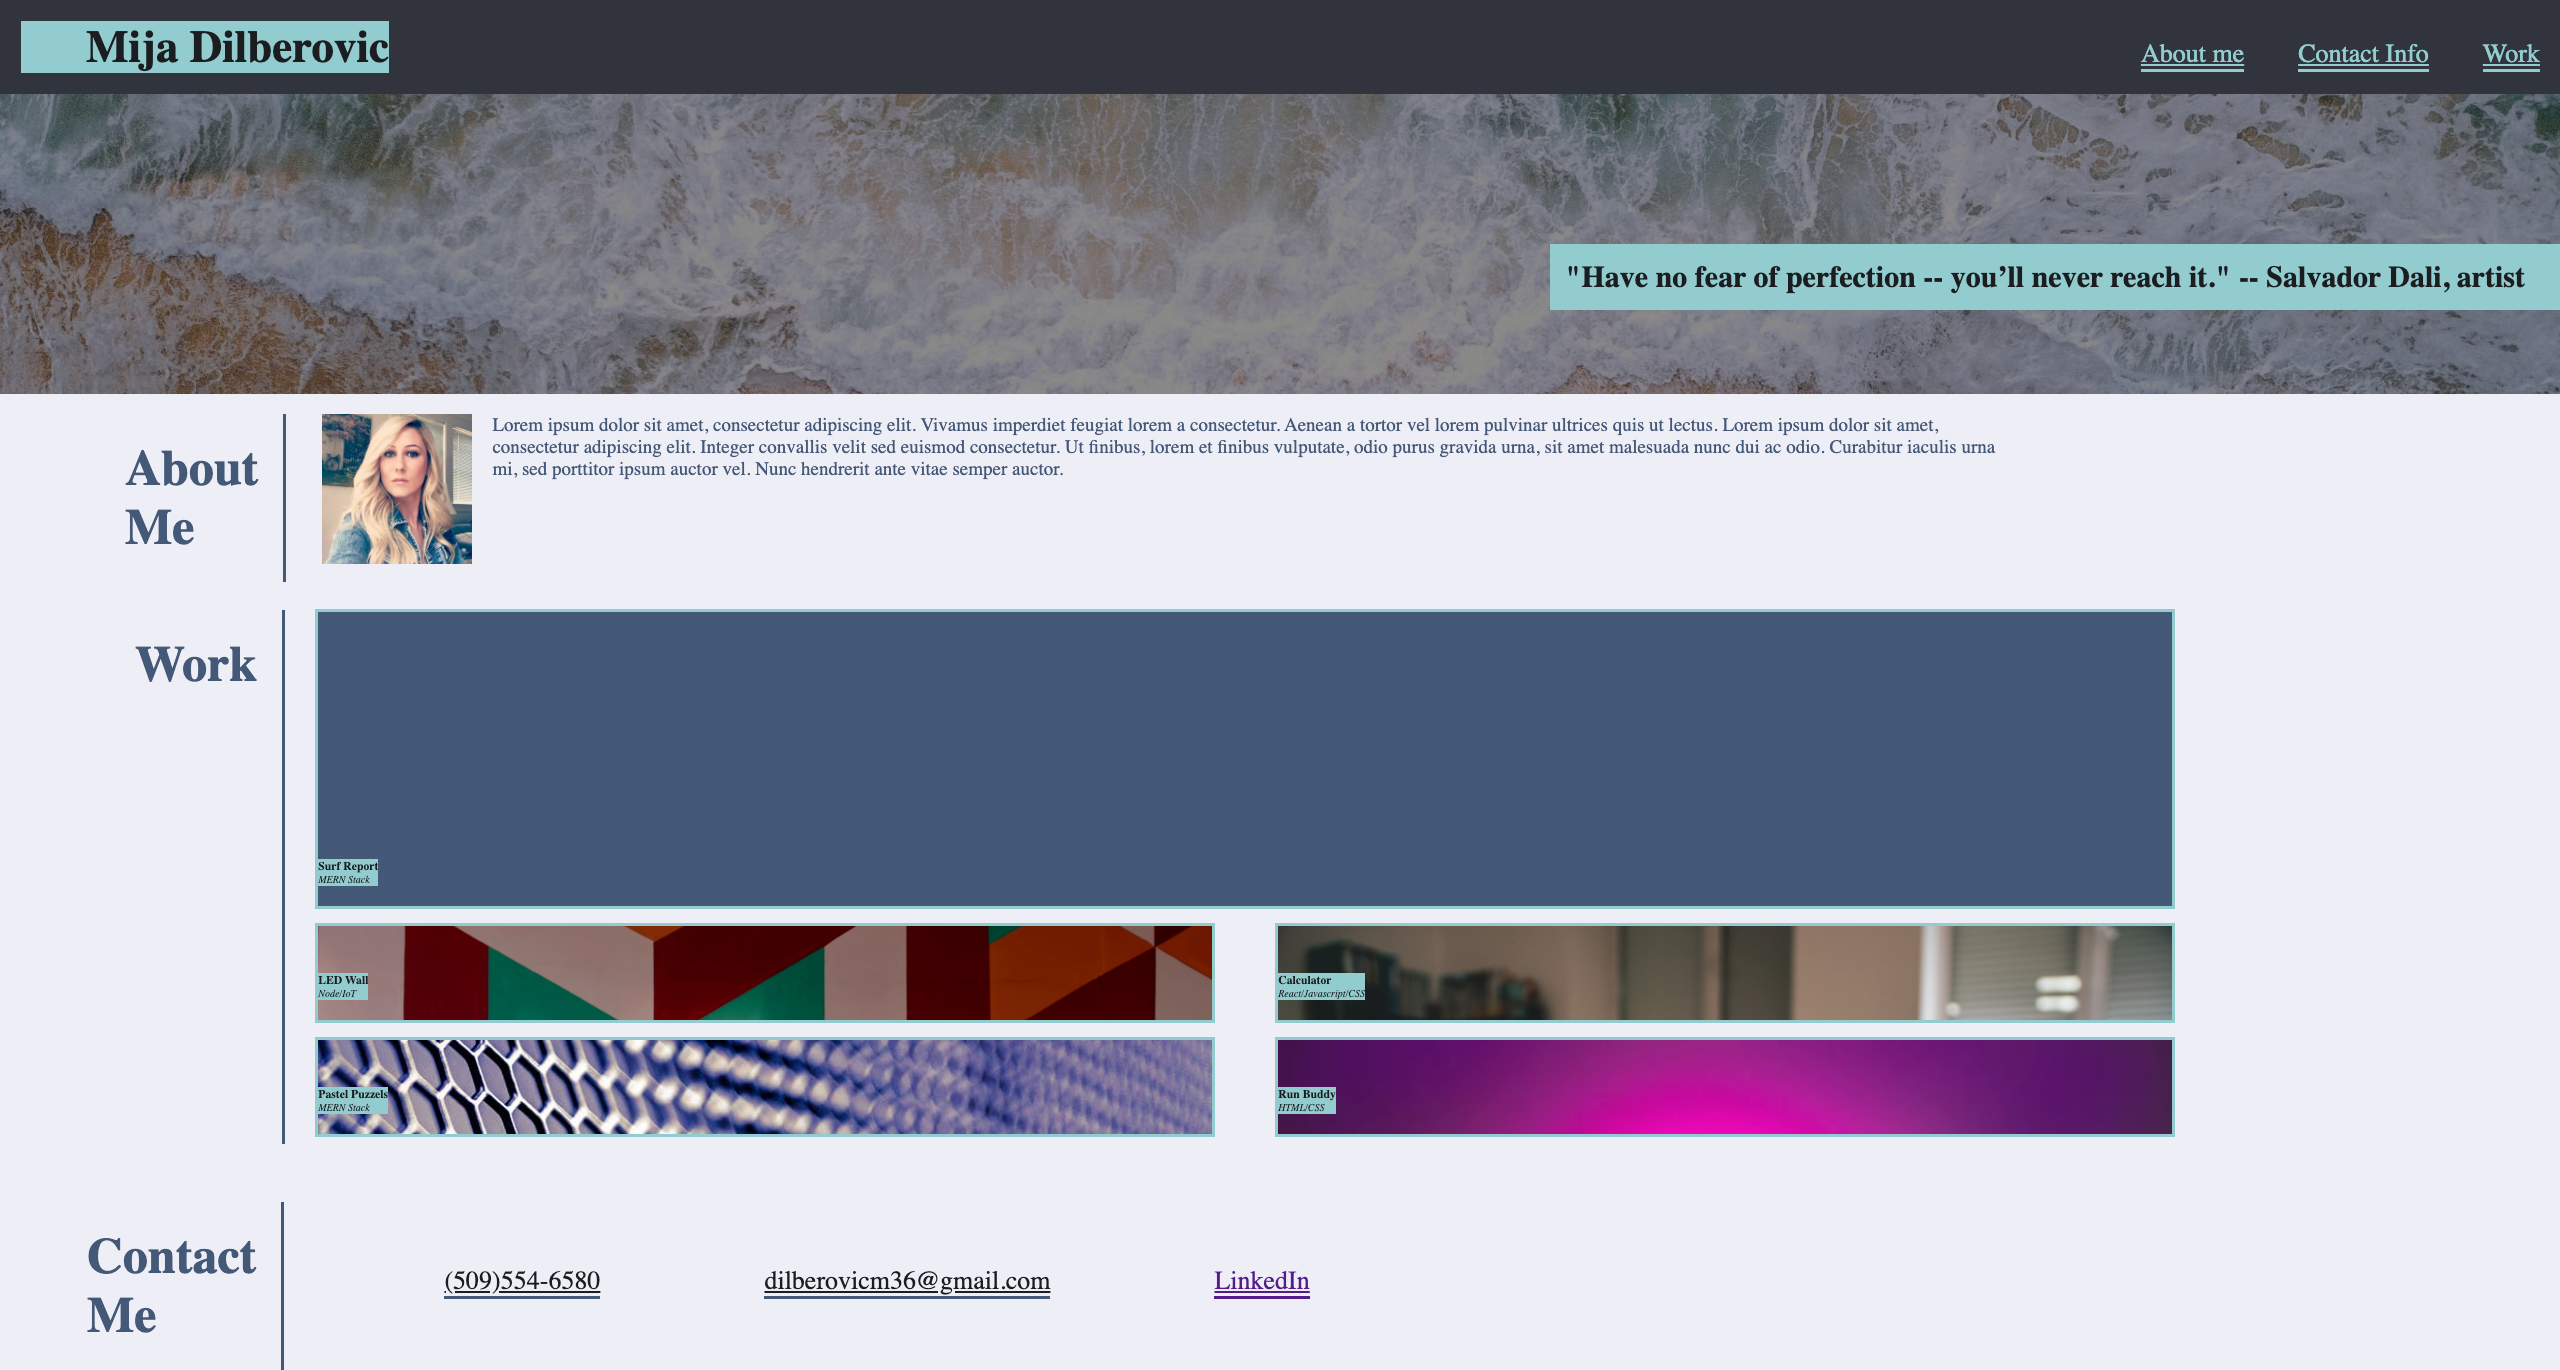 Mija Dilberovic
About me
Contact Info
Work
"Have no fear of perfection -- you’ll never reach it." -- Salvador Dali, artist
About
Me
Lorem ipsum dolor sit amet, consectetur adipiscing elit. Vivamus imperdiet feugiat lorem a consectetur. Aenean a tortor vel lorem pulvinar ultrices quis ut lectus. Lorem ipsum dolor sit amet,
consectetur adipiscing elit. Integer convallis velit sed euismod consectetur. Ut finibus, lorem et finibus vulputate, odio purus gravida urna, sit amet malesuada nunc dui ac odio. Curabitur iaculis urna
mi, sed porttitor ipsum auctor vel. Nunc hendrerit ante vitae semper auctor.
Work
Surf Report
MERN Stack
LED Wall
Node/IoT
Calculator
React/Javascript/CSS
Pastel Puzzels
MERN Stack
Run Buddy
HTML/CSS
Contact
Me
(509)554-6580
dilberovicm36@gmail.com
LinkedIn